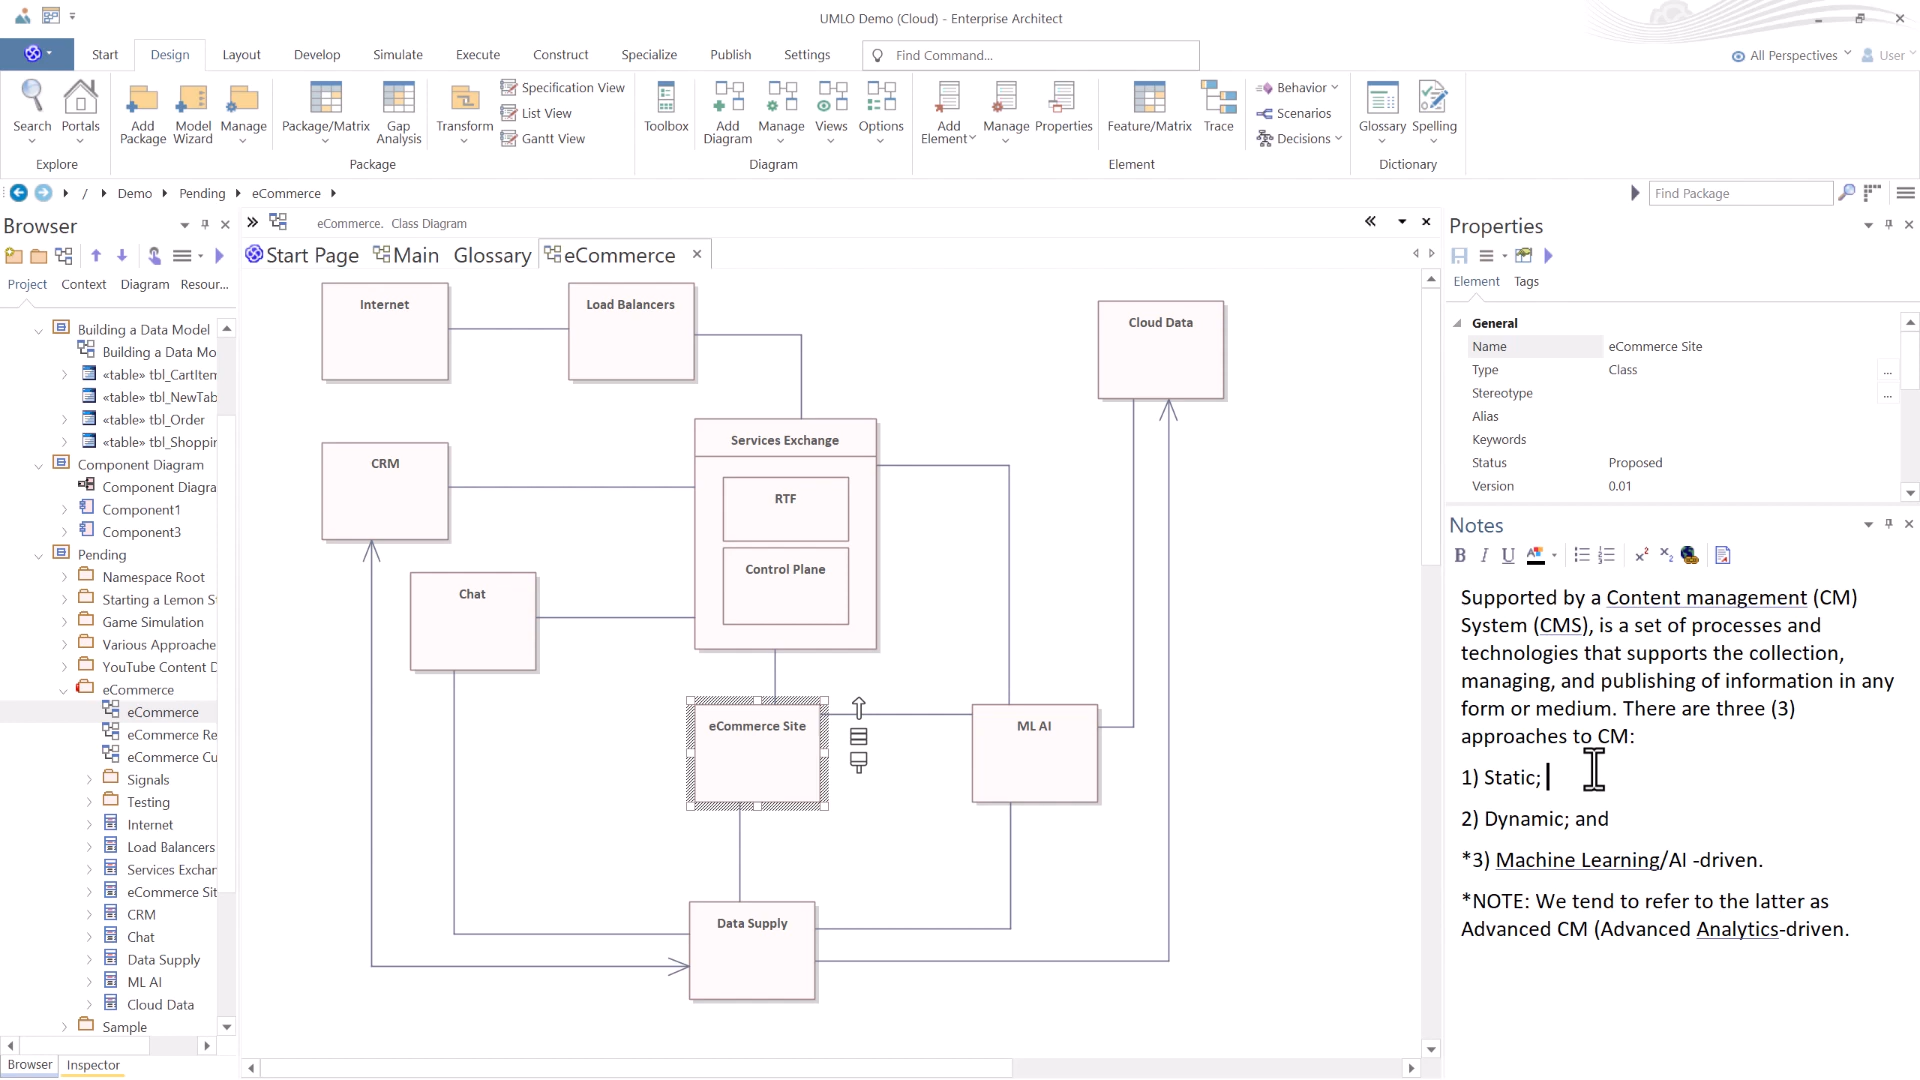 UMLO Demo (Cloud) - Enterprise Architect
Start
Design
Layout
Develop
Simulate
Execute
Construct
Specialize
Publish
Settings
Find Command...
All Perspectives
User
Search
Portals
Explore
Add Package
Model Wizard
Manage
Package/Matrix
Gap Analysis
Transform
Specification View
List View
Gantt View
Package
Toolbox
Add Diagram
Manage
Views
Options
Diagram
Add Element
Manage
Properties
Feature/Matrix
Trace
Behavior
Scenarios
Decisions
Element
Glossary
Spelling
Dictionary
/ Demo Pending eCommerce
Find Package
Browser
Project
Context
Diagram
Resour...
Building a Data Model
Building a Data Mo
«table» tbl_CartItem
«table» tbl_NewTab
«table» tbl_Order
«table» tbl_Shoppin
Component Diagram
Component Diagra
Component1
Component3
Pending
Namespace Root
Starting a Lemon S
Game Simulation
Various Approache
YouTube Content D
eCommerce
eCommerce
eCommerce Re
eCommerce Cu
Signals
Testing
Internet
Load Balancers
Services Exchar
eCommerce Sit
CRM
Chat
Data Supply
ML AI
Cloud Data
Sample
Browser
Inspector
eCommerce. Class Diagram
Start Page
Main
Glossary
eCommerce
Internet
Load Balancers
Cloud Data
Services Exchange
CRM
RTF
Control Plane
Chat
eCommerce Site
ML AI
Data Supply
Properties
Element
Tags
General
Name eCommerce Site
Type Class
...
Stereotype
...
Alias
Keywords
Status Proposed
Version 0.01
Notes
B I U A
Supported by a Content management (CM)
System (CMS), is a set of processes and
technologies that supports the collection,
managing, and publishing of information in any
form or medium. There are three (3)
approaches to CM:
1) Static;
2) Dynamic; and
*3) Machine Learning/AI -driven.
*NOTE: We tend to refer to the latter as
Advanced CM (Advanced Analytics-driven.